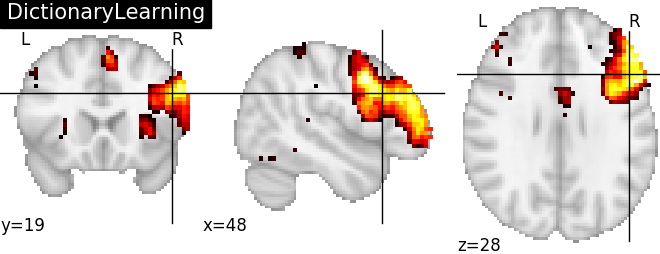 DictionaryLearning
L R
L R
y=19
x=48
z=28